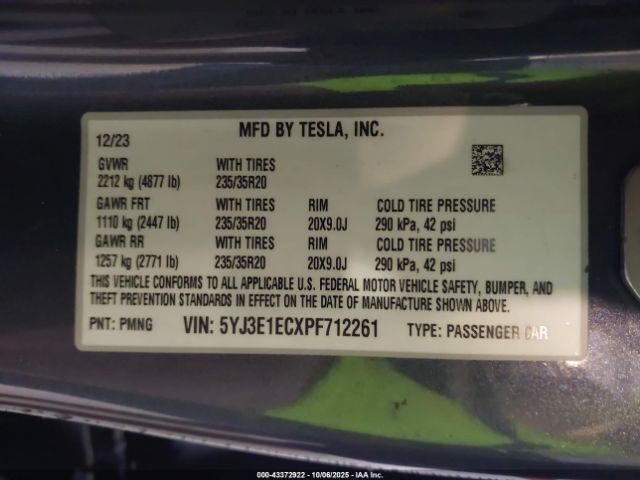 12/23
MFD BY TESLA, INC.
GVWR WITH TIRES
2212 kg (4877 lb) 235/35R20
GAWR FRT WITH TIRES RIM COLD TIRE PRESSURE
1110 kg (2447 lb) 235/35R20 20X9.0J 290 kPa, 42 psi
GAWR RR WITH TIRES RIM COLD TIRE PRESSURE
1257 kg (2771 lb) 235/35R20 20X9.0J 290 kPa, 42 psi
THIS VEHICLE CONFORMS TO ALL APPLICABLE U.S. FEDERAL MOTOR VEHICLE SAFETY, BUMPER, AND
THEFT PREVENTION STANDARDS IN EFFECT ON THE DATE OF MANUFACTURE SHOWN ABOVE.
PNT: PMNG VIN: 5YJ3E1ECXPF712261 TYPE: PASSENGER CAR
000-43372922 - 10/06/2025 - IAA Inc.